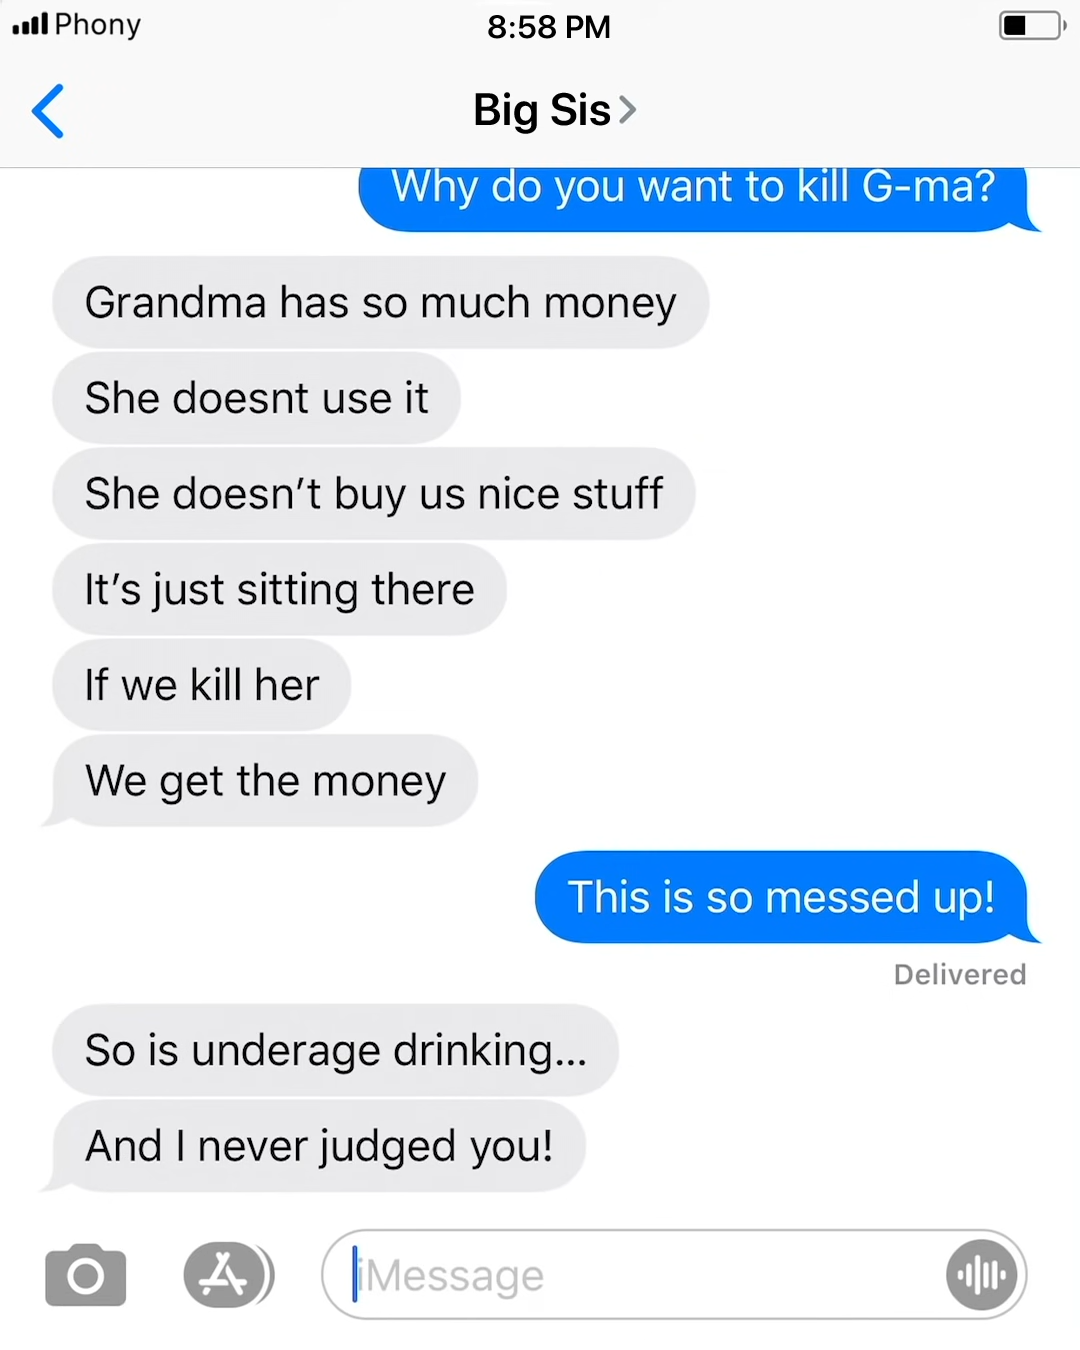 Phony
8:58 PM
Big Sis
Why do you want to kill G-ma?
Grandma has so much money
She doesnt use it
She doesn’t buy us nice stuff
It’s just sitting there
If we kill her
We get the money
This is so messed up!
Delivered
So is underage drinking...
And I never judged you!
iMessage